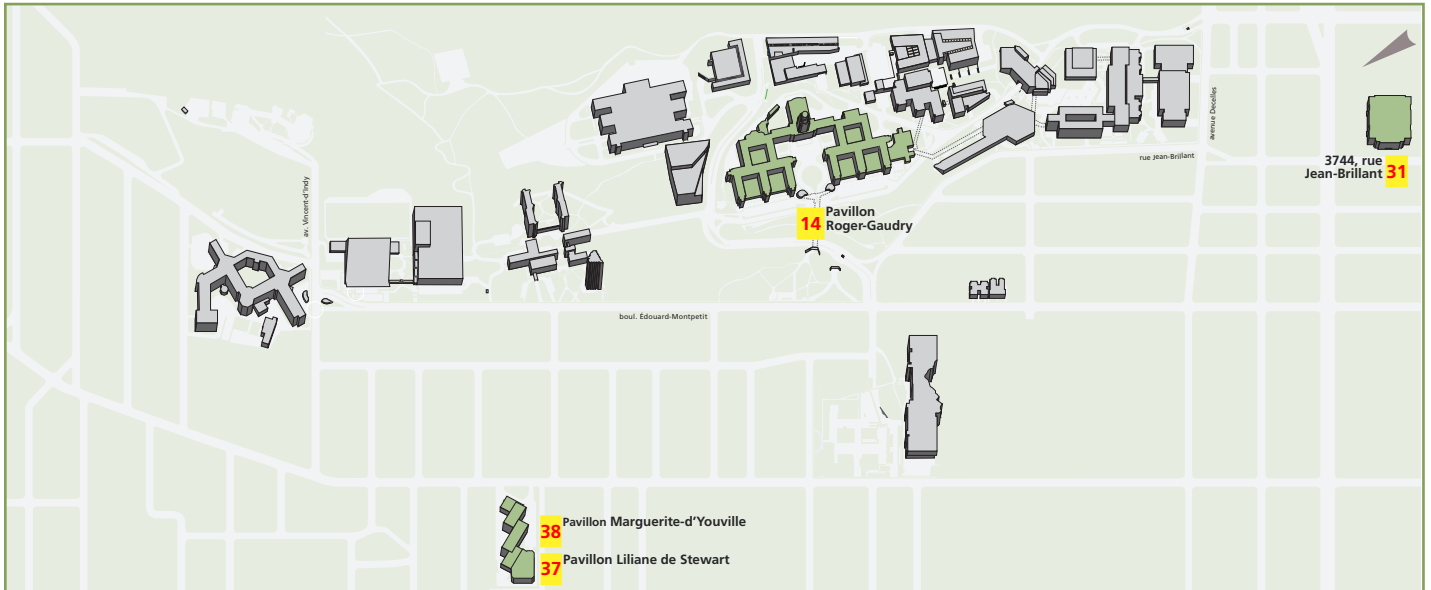 avenue Decelles
rue Jean-Brillant
3744, rue
Jean-Brillant 31
av. Vincent-d'Indy
14 Pavillon
Roger-Gaudry
boul. Édouard-Montpetit
38 Pavillon Marguerite-d'Youville
37 Pavillon Liliane de Stewart